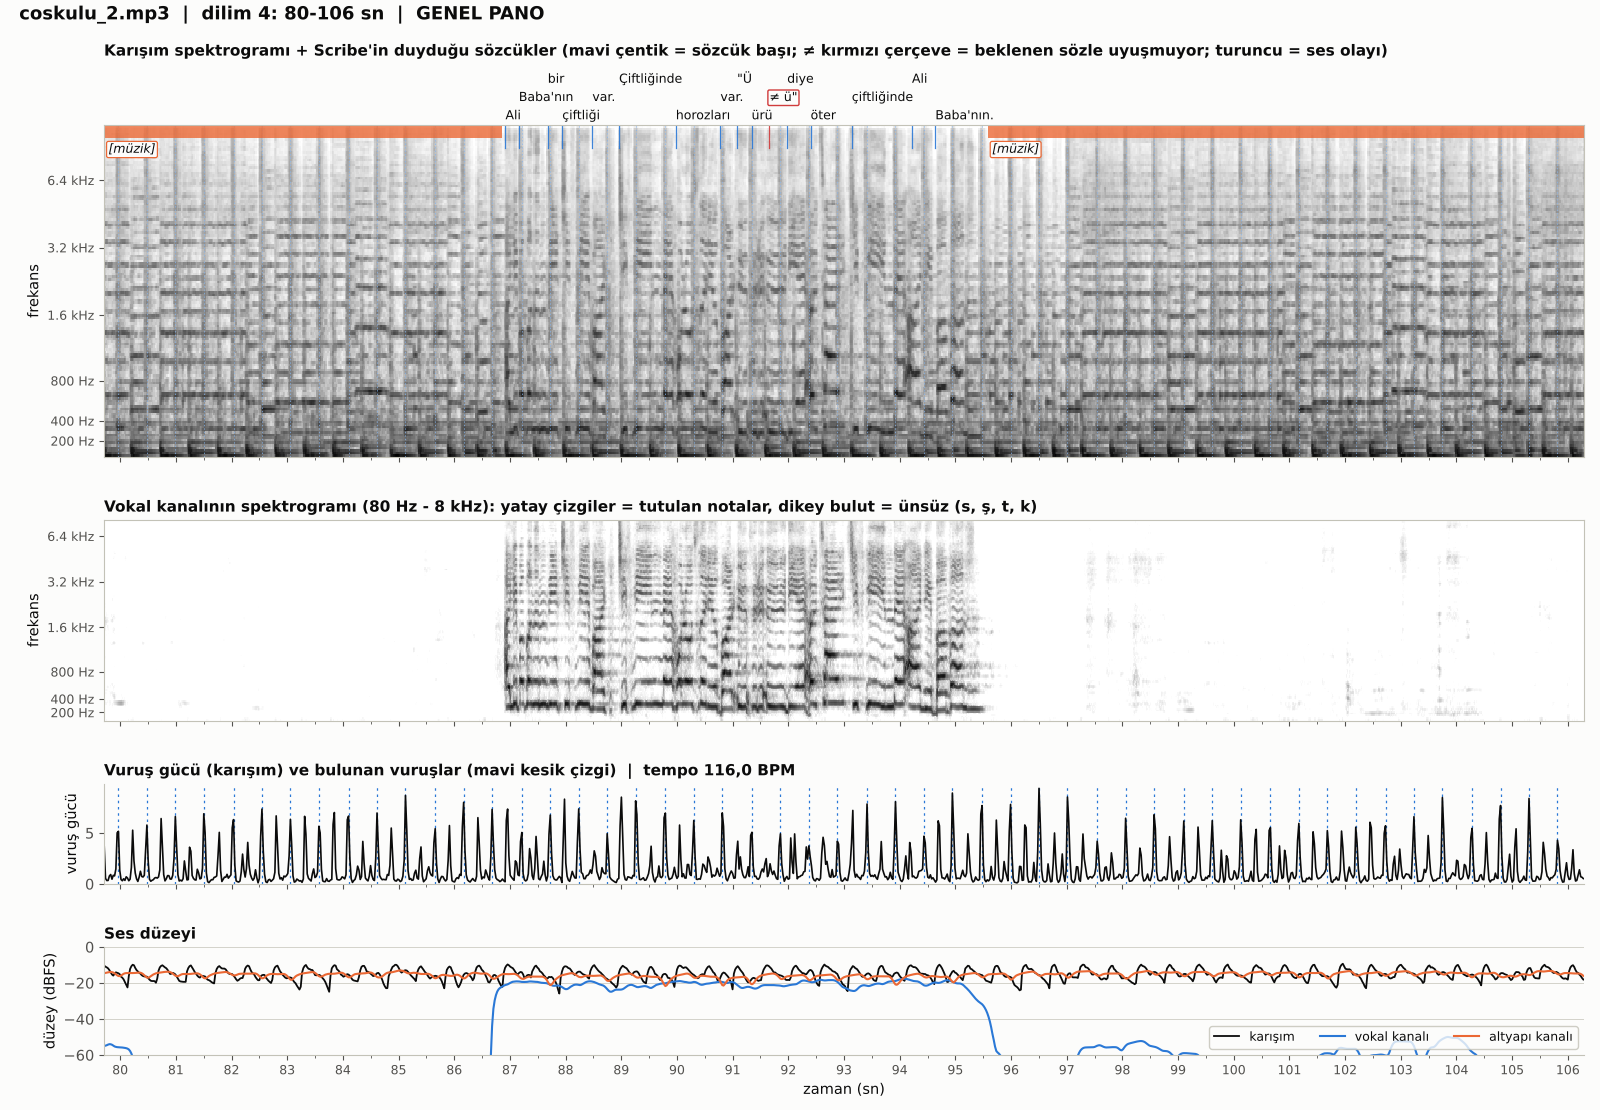 coskulu_2.mp3 | dilim 4: 80-106 sn | GENEL PANO
Karışım spektrogramı + Scribe'in duyduğu sözcükler (mavi çentik = sözcük başı; ≠ kırmızı çerçeve = beklenen sözle uyuşmuyor; turuncu = ses olayı)
bir Çiftliğinde "Ü diye Ali
Baba'nın var. var. ≠ ü" çiftliğinde
Ali çiftliği horozları ürü öter Baba'nın.
[müzik] [müzik]
6.4 kHz
3.2 kHz
1.6 kHz
800 Hz
400 Hz
200 Hz
frekans
Vokal kanalının spektrogramı (80 Hz - 8 kHz): yatay çizgiler = tutulan notalar, dikey bulut = ünsüz (s, ş, t, k)
6.4 kHz
3.2 kHz
1.6 kHz
800 Hz
400 Hz
200 Hz
frekans
Vuruş gücü (karışım) ve bulunan vuruşlar (mavi kesik çizgi) | tempo 116,0 BPM
5
0
vuruş gücü
Ses düzeyi
0
−20
−40
−60
düzey (dBFS)
karışım vokal kanalı altyapı kanalı
80 81 82 83 84 85 86 87 88 89 90 91 92 93 94 95 96 97 98 99 100 101 102 103 104 105 106
zaman (sn)